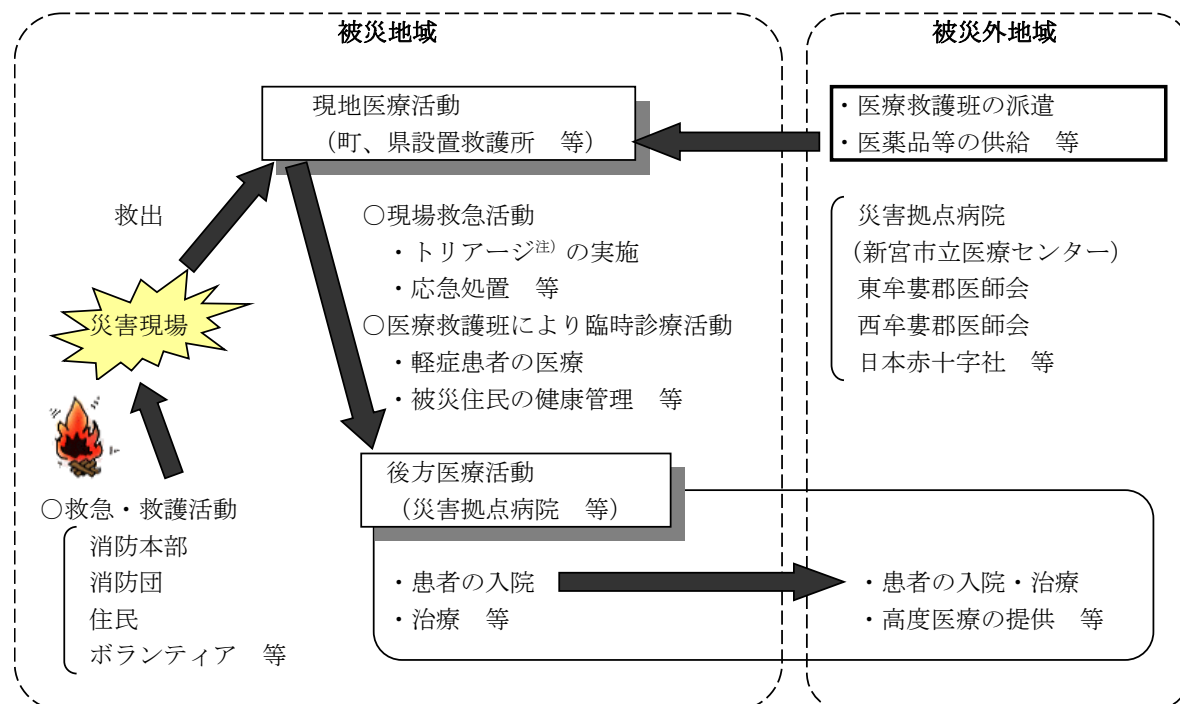 被災地域
現地医療活動
（町、県設置救護所　等）
救出
○現場救急活動
・トリアージ注）の実施
・応急処置　等
○医療救護班により臨時診療活動
・軽症患者の医療
・被災住民の健康管理　等
災害現場
○救急・救護活動
消防本部
消防団
住民
ボランティア　等
後方医療活動
（災害拠点病院　等）
・患者の入院
・治療　等
被災外地域
・医療救護班の派遣
・医薬品等の供給　等
災害拠点病院
（新宮市立医療センター）
東牟婁郡医師会
西牟婁郡医師会
日本赤十字社　等
・患者の入院・治療
・高度医療の提供　等